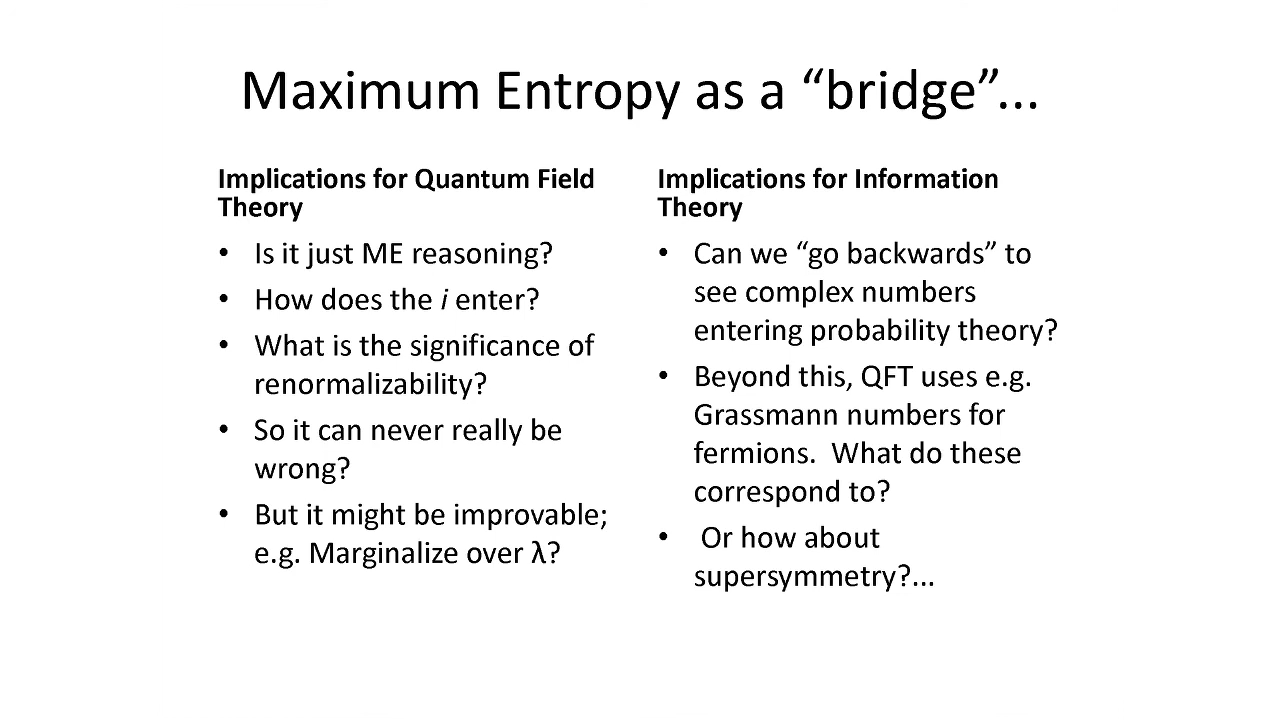 Maximum Entropy as a “bridge”...
Implications for Quantum Field
Theory
• Is it just ME reasoning?
• How does the i enter?
• What is the significance of
renormalizability?
• So it can never really be
wrong?
• But it might be improvable;
e.g. Marginalize over λ?
Implications for Information
Theory
• Can we “go backwards” to
see complex numbers
entering probability theory?
• Beyond this, QFT uses e.g.
Grassmann numbers for
fermions.  What do these
correspond to?
• Or how about
supersymmetry?...